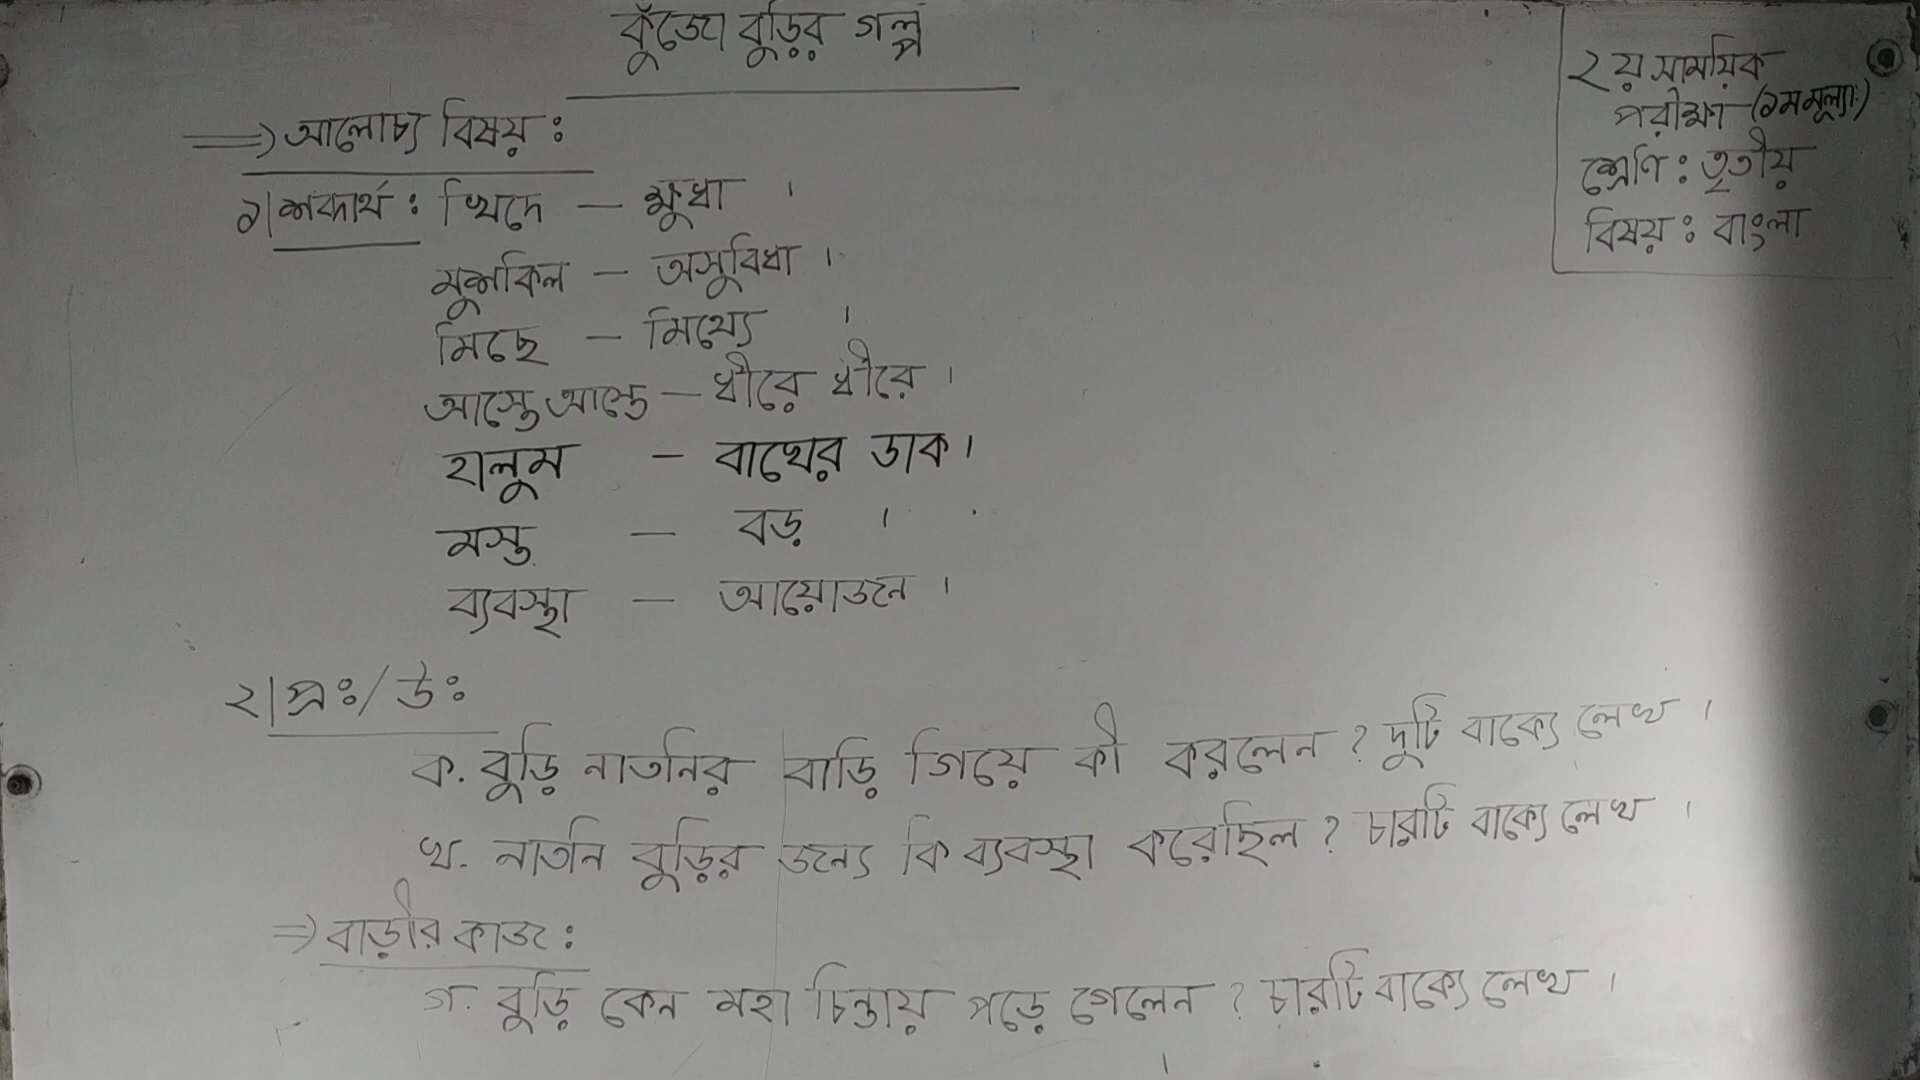 কুঁজো বুড়ির গল্প
২য় সাময়িক
পরীক্ষা (১ম মূল্যাঃ)
শ্রেণি : তৃতীয়
বিষয় : বাংলা
=> আলোচ্য বিষয় :
১| শব্দার্থ : খিদে – ক্ষুধা ।
মুশকিল – অসুবিধা ।
মিছে – মিথ্যে ।
আস্তে আস্তে – ধীরে ধীরে ।
হালুম – বাঘের ডাক ।
মস্ত – বড় ।
ব্যবস্থা – আয়োজন ।
২| প্রঃ/উঃ
ক. বুড়ি নাতনির বাড়ি গিয়ে কী করলেন ? দুটি বাক্যে লেখ ।
খ. নাতনি বুড়ির জন্য কি ব্যবস্থা করেছিল ? চারটি বাক্যে লেখ ।
=> বাড়ীর কাজ :
গ. বুড়ি কেন মহা চিন্তায় পড়ে গেলেন ? চারটি বাক্যে লেখ ।